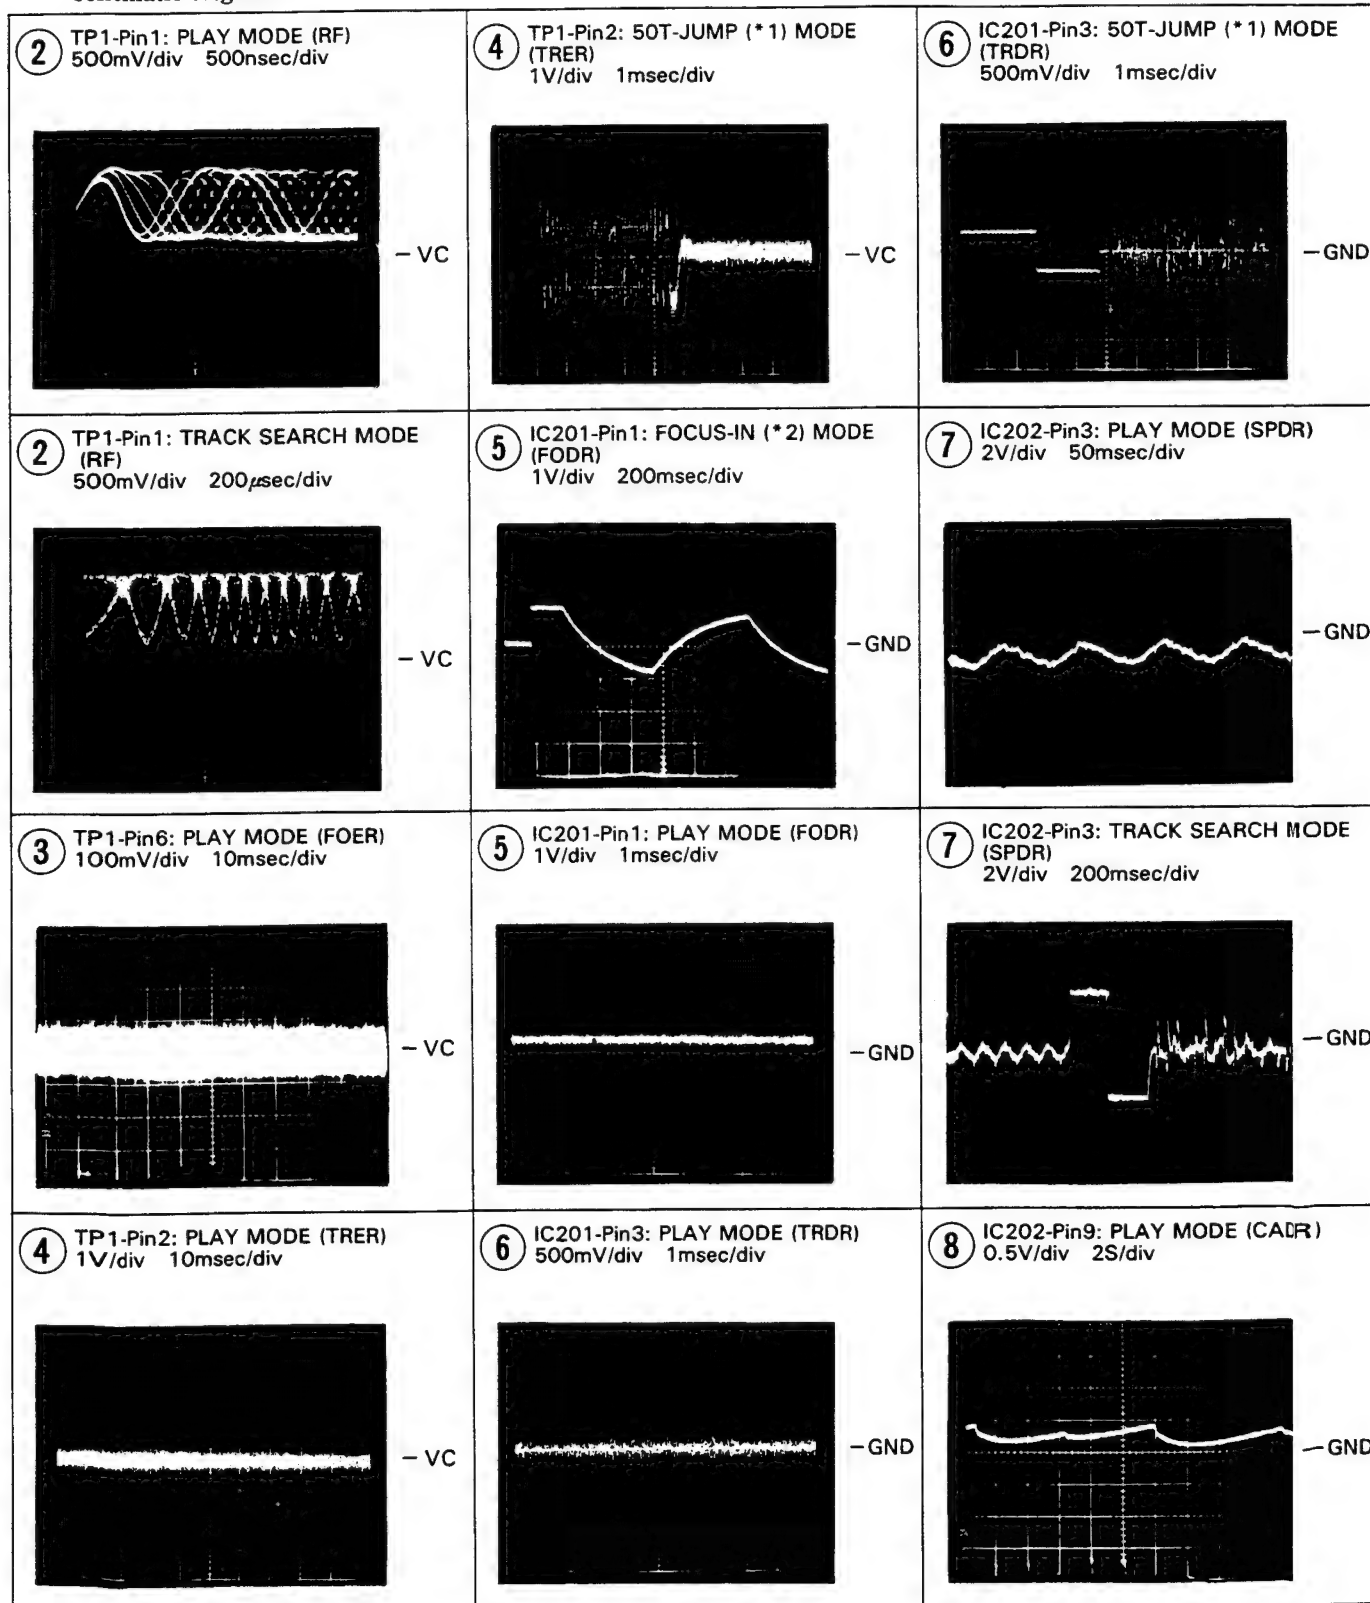 2 TP1-Pin1: PLAY MODE (RF)
500mV/div 500nsec/div
- VC
4 TP1-Pin2: 50T-JUMP (*1) MODE
(TRER)
1V/div 1msec/div
- VC
6 IC201-Pin3: 50T-JUMP (*1) MODE
(TRDR)
500mV/div 1msec/div
- GND
2 TP1-Pin1: TRACK SEARCH MODE
(RF)
500mV/div 200μsec/div
- VC
5 IC201-Pin1: FOCUS-IN (*2) MODE
(FODR)
1V/div 200msec/div
- GND
7 IC202-Pin3: PLAY MODE (SPDR)
2V/div 50msec/div
- GND
3 TP1-Pin6: PLAY MODE (FOER)
100mV/div 10msec/div
- VC
5 IC201-Pin1: PLAY MODE (FODR)
1V/div 1msec/div
- GND
7 IC202-Pin3: TRACK SEARCH MODE
(SPDR)
2V/div 200msec/div
- GND
4 TP1-Pin2: PLAY MODE (TRER)
1V/div 10msec/div
- VC
6 IC201-Pin3: PLAY MODE (TRDR)
500mV/div 1msec/div
- GND
8 IC202-Pin9: PLAY MODE (CADR)
0.5V/div 2S/div
- GND